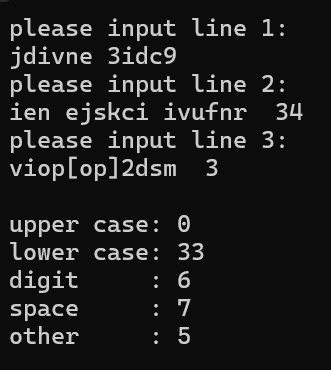 please input line 1:
jdivne 3idc9
please input line 2:
ien ejskci ivufnr  34
please input line 3:
viop[op]2dsm  3

upper case: 0
lower case: 33
digit     : 6
space     : 7
other     : 5